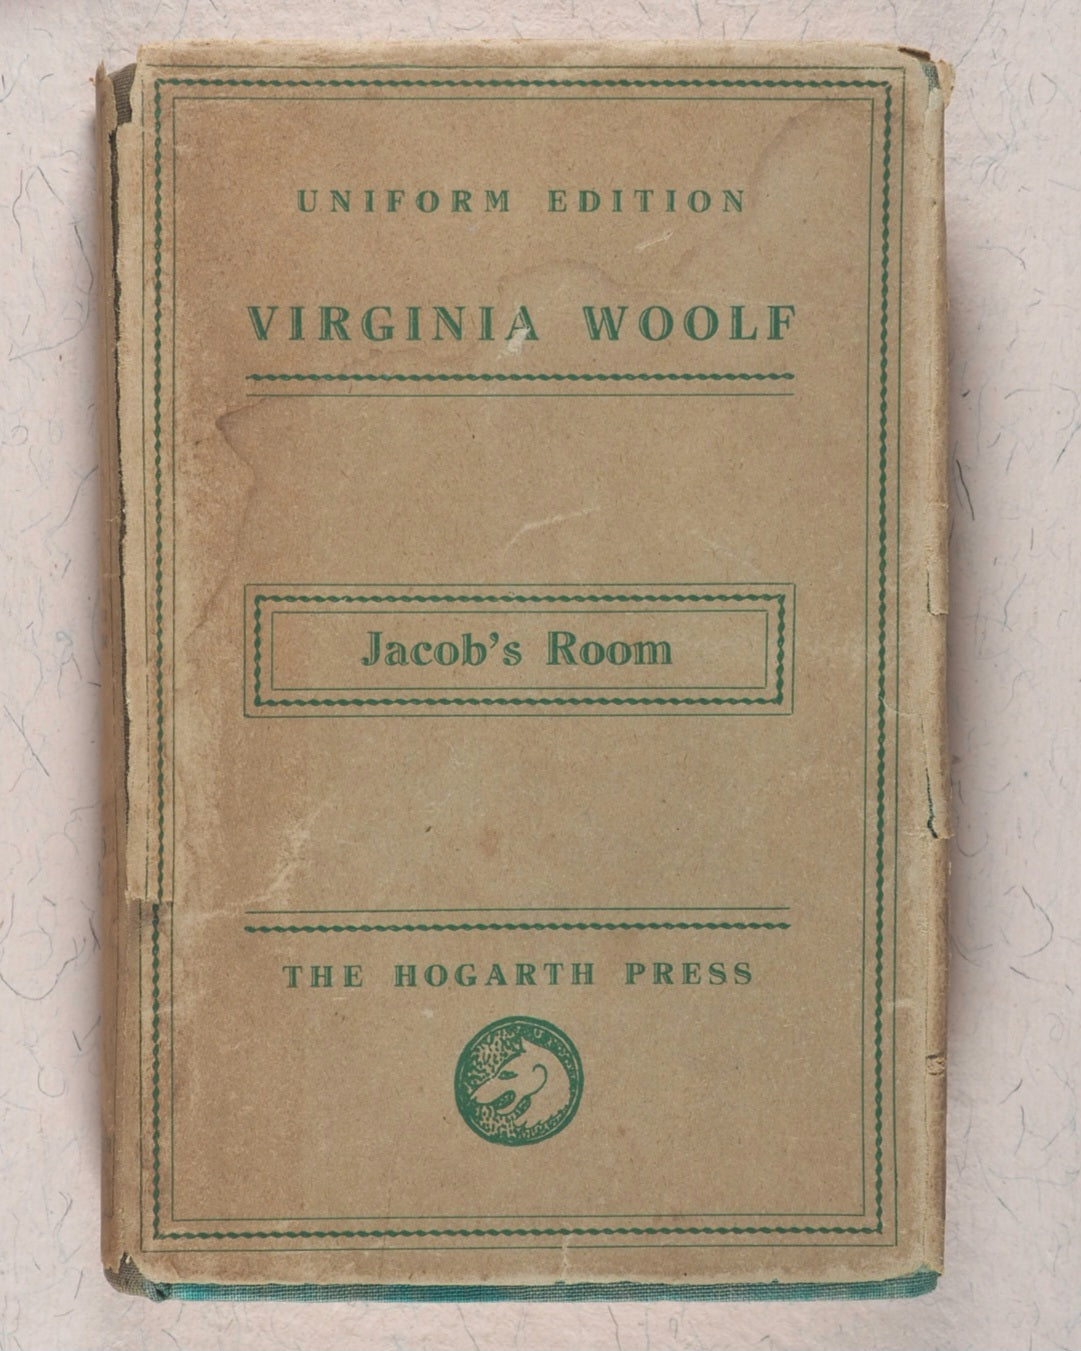 UNIFORM EDITION
VIRGINIA WOOLF
Jacob’s Room
THE HOGARTH PRESS